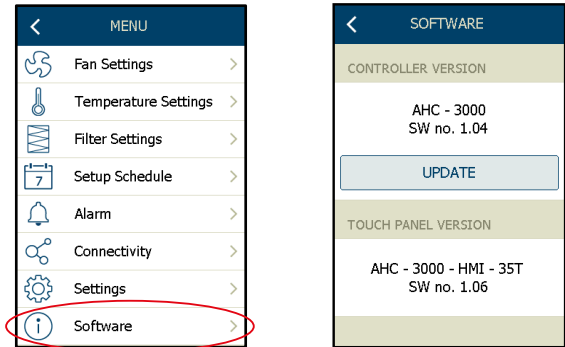 MENU
Fan Settings
Temperature Settings
Filter Settings
7
Setup Schedule
Alarm
Connectivity
Settings
i
Software
SOFTWARE
CONTROLLER VERSION
AHC - 3000
SW no. 1.04
UPDATE
TOUCH PANEL VERSION
AHC - 3000 - HMI - 35T
SW no. 1.06